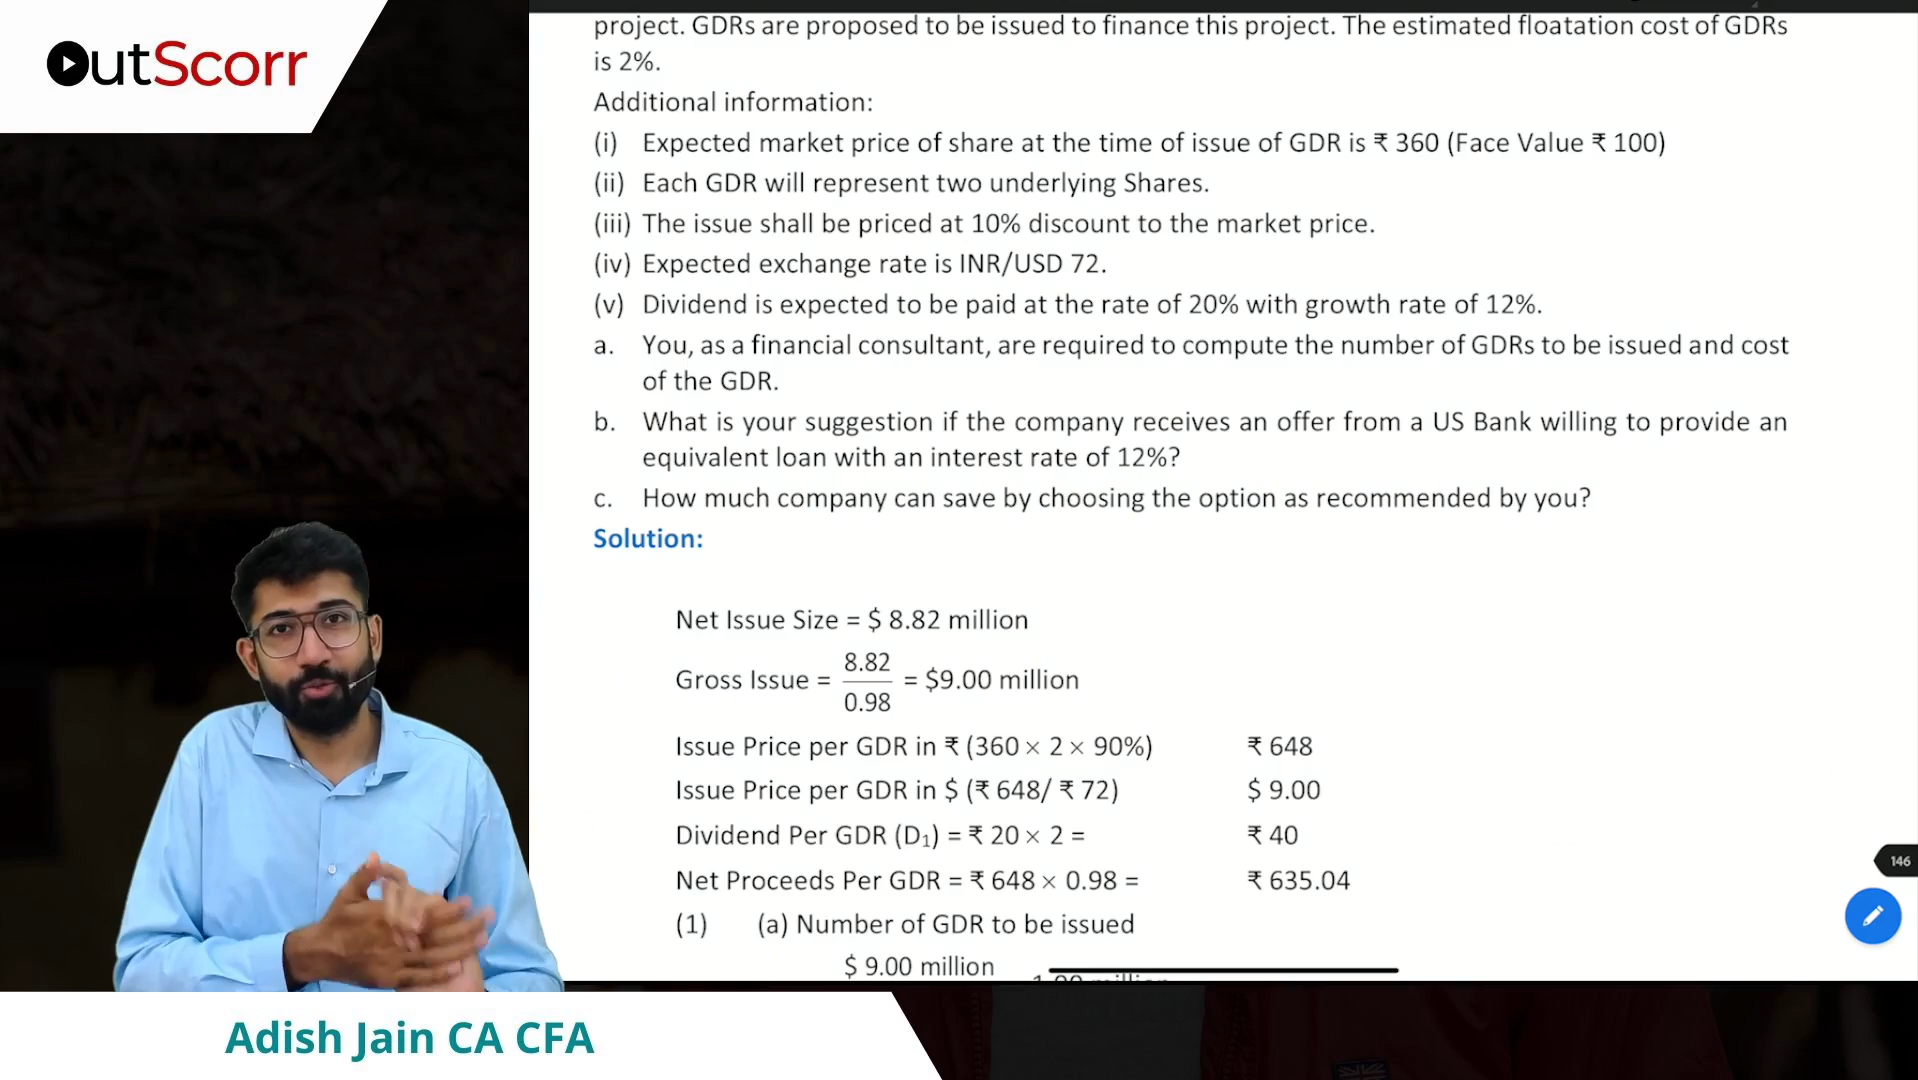 OutScorr
project. GDRs are proposed to be issued to finance this project. The estimated floatation cost of GDRs
is 2%.
Additional information:
(i) Expected market price of share at the time of issue of GDR is ₹ 360 (Face Value ₹ 100)
(ii) Each GDR will represent two underlying Shares.
(iii) The issue shall be priced at 10% discount to the market price.
(iv) Expected exchange rate is INR/USD 72.
(v) Dividend is expected to be paid at the rate of 20% with growth rate of 12%.
a. You, as a financial consultant, are required to compute the number of GDRs to be issued and cost
of the GDR.
b. What is your suggestion if the company receives an offer from a US Bank willing to provide an
equivalent loan with an interest rate of 12%?
c. How much company can save by choosing the option as recommended by you?
Solution:
Net Issue Size = $ 8.82 million
8.82
Gross Issue = = $9.00 million
0.98
Issue Price per GDR in ₹ (360 × 2 × 90%) ₹ 648
Issue Price per GDR in $ (₹ 648/ ₹ 72) $ 9.00
Dividend Per GDR (D₁) = ₹ 20 × 2 = ₹ 40
Net Proceeds Per GDR = ₹ 648 × 0.98 = ₹ 635.04
(1) (a) Number of GDR to be issued
$ 9.00 million
146
Adish Jain CA CFA